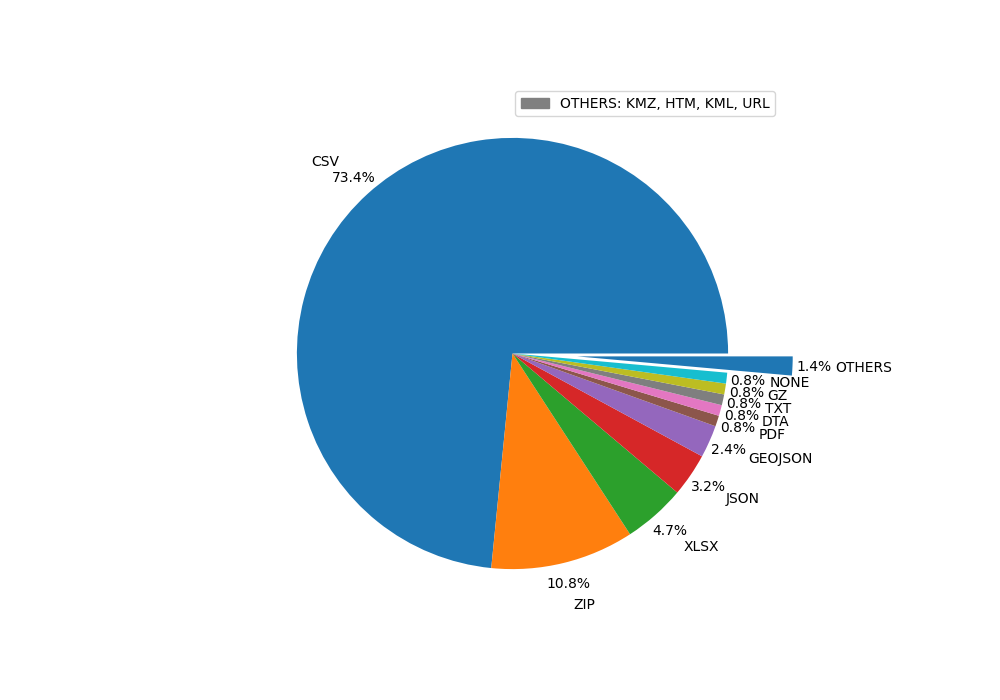 OTHERS: KMZ, HTM, KML, URL
CSV
73.4%
1.4% OTHERS
0.8% NONE
0.8% GZ
0.8% TXT
0.8% DTA
0.8% PDF
2.4% GEOJSON
3.2% JSON
4.7% XLSX
10.8%
ZIP